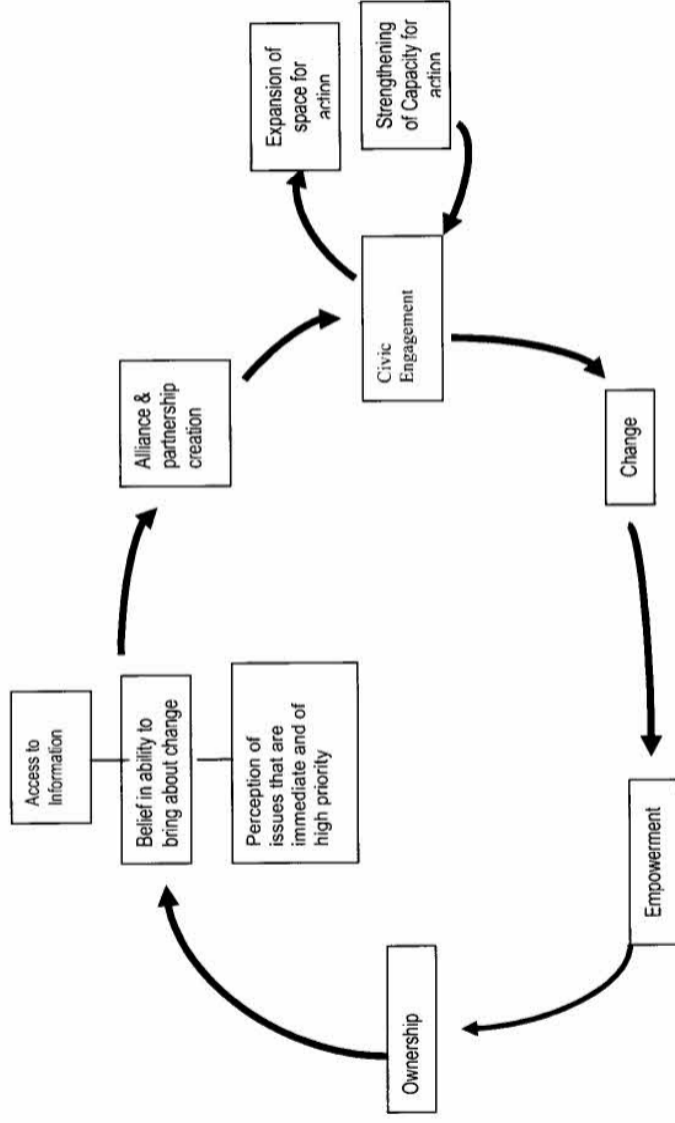 Access to
Information
Belief in ability to
bring about change
Perception of
issues that are
immediate and of
high priority
Alliance &
partnership
creation
Expansion of
space for
action
Strengthening
of Capacity for
action
Civic
Engagement
Change
Empowerment
Ownership